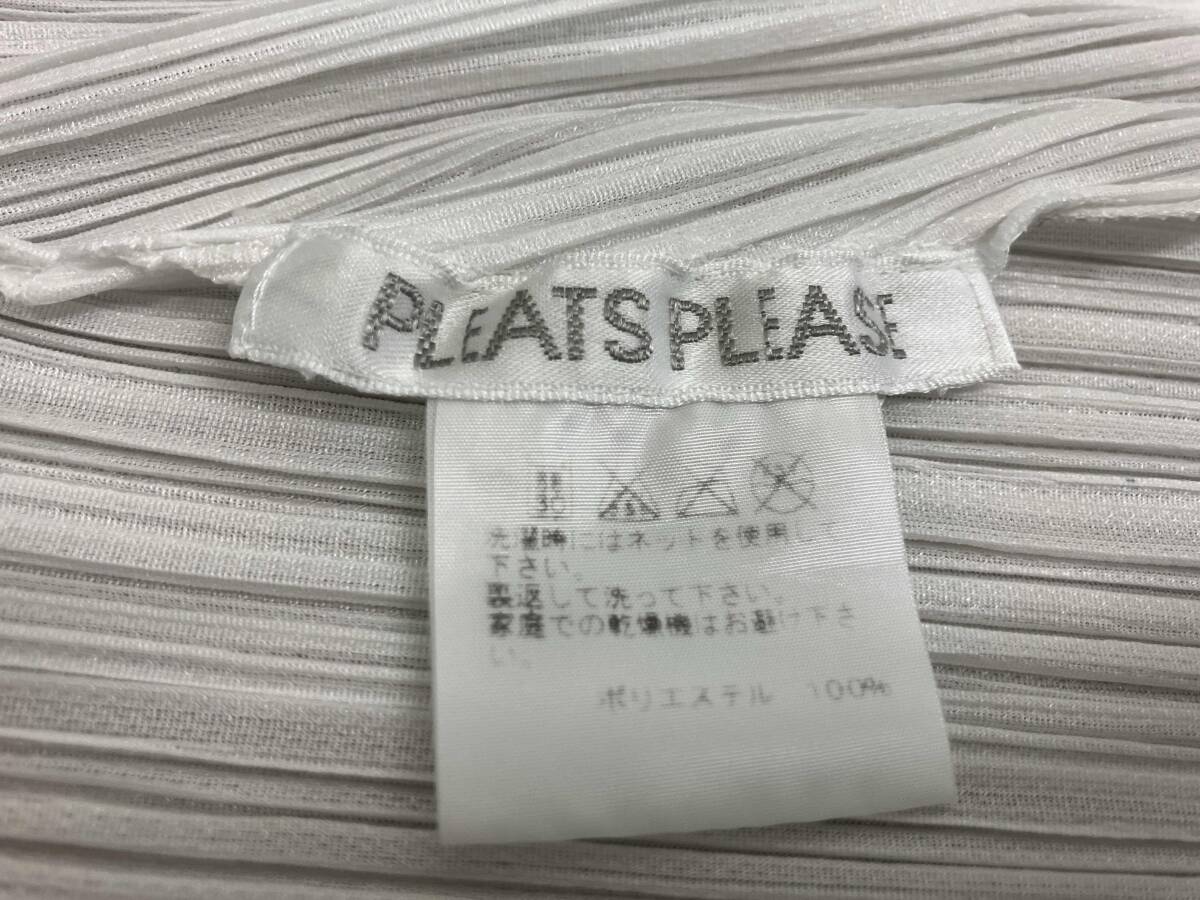 PLEATS PLEASE
洗濯時にはネットを使用して
下さい。
裏返して洗って下さい。
家庭での乾燥機はお避け下さ
い。
ポリエステル 100%